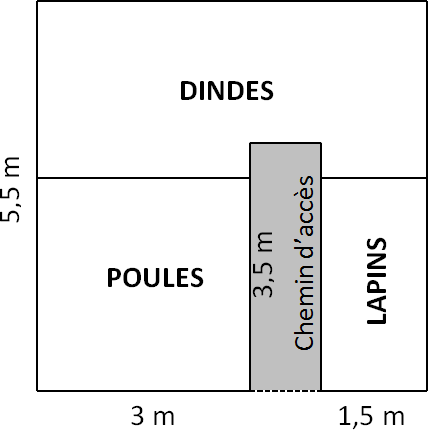 DINDES
5,5 m
POULES
3,5 m
Chemin d'accès
LAPINS
3 m
1,5 m